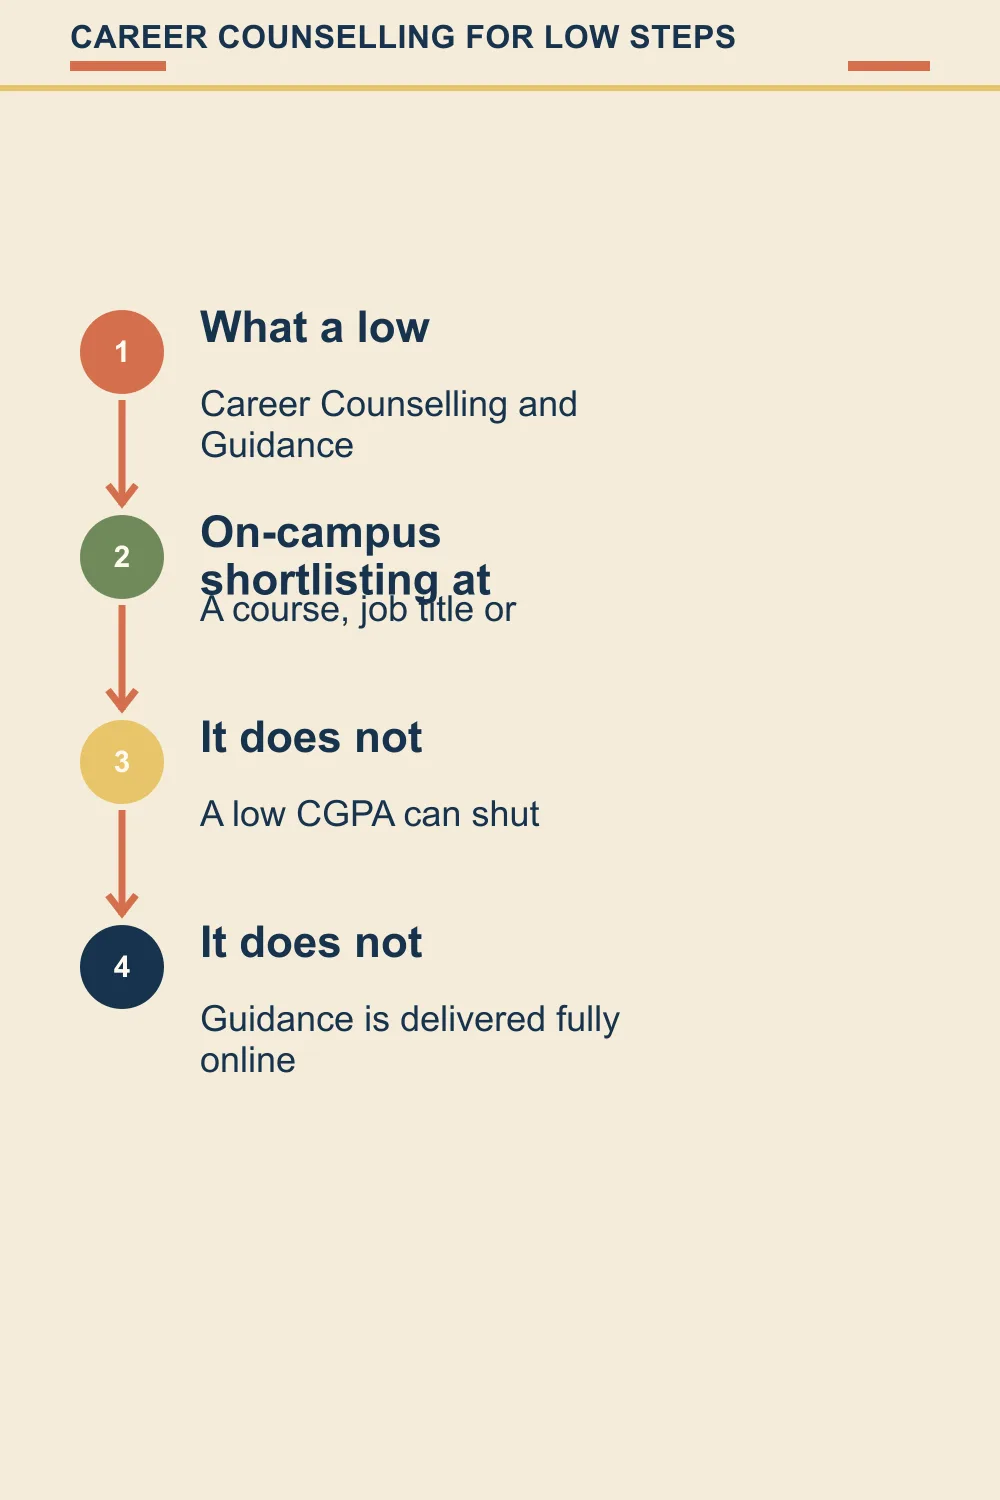 CAREER COUNSELLING FOR LOW STEPS
1
What a low
Career Counselling and
Guidance
2
On-campus
shortlisting at
A course, job title or
3
It does not
A low CGPA can shut
4
It does not
Guidance is delivered fully
online